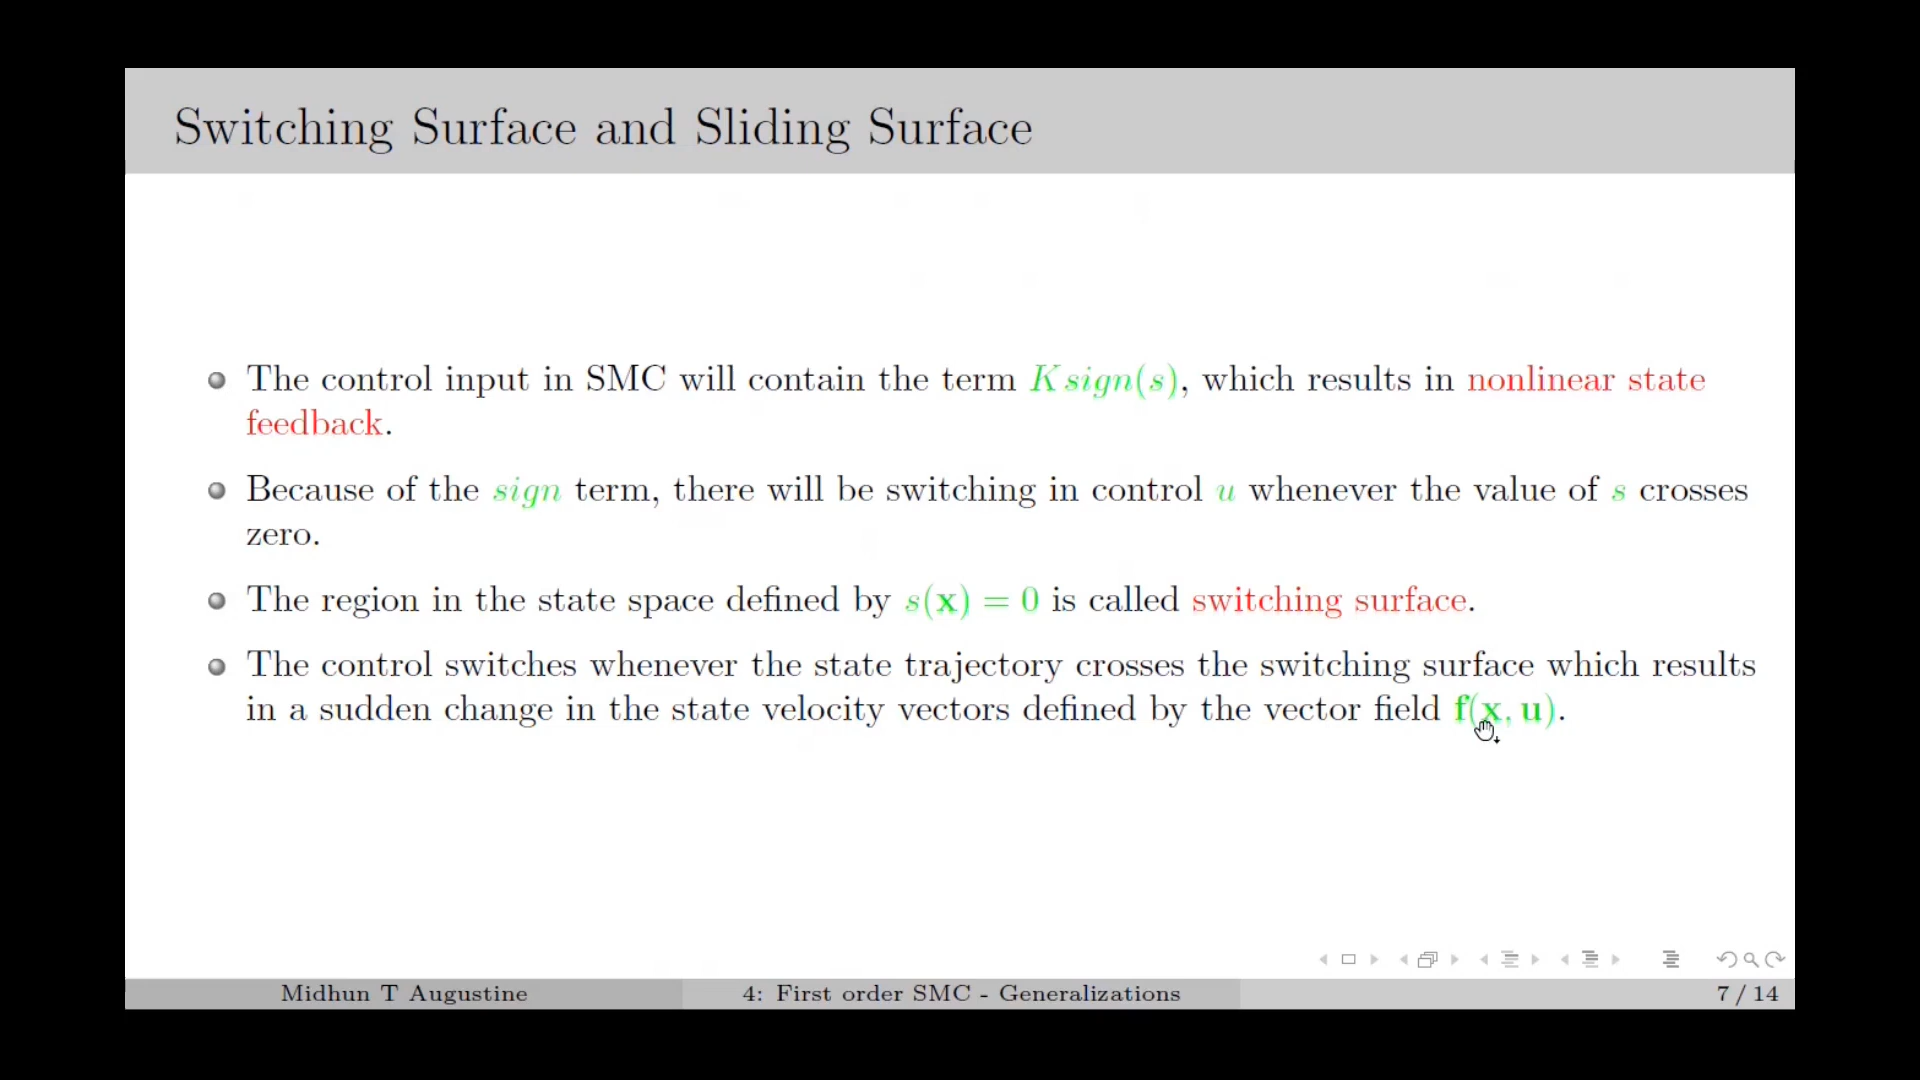 Switching Surface and Sliding Surface
The control input in SMC will contain the term Ksign(s), which results in nonlinear state
feedback.
Because of the sign term, there will be switching in control u whenever the value of s crosses
zero.
The region in the state space defined by s(x) = 0 is called switching surface.
The control switches whenever the state trajectory crosses the switching surface which results
in a sudden change in the state velocity vectors defined by the vector field f(x, u).
Midhun T Augustine
4: First order SMC - Generalizations
7 / 14